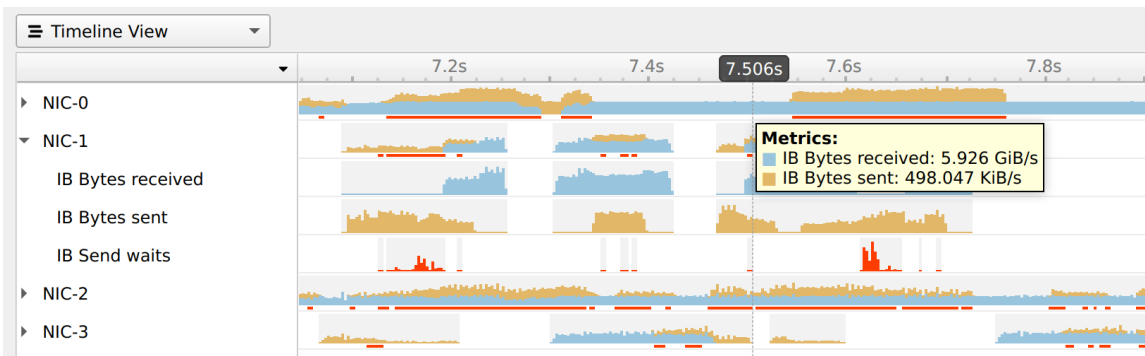 Timeline View
7.2s 7.4s 7.506s 7.6s 7.8s
NIC-0
NIC-1
Metrics:
IB Bytes received: 5.926 GiB/s
IB Bytes sent: 498.047 KiB/s
IB Bytes received
IB Bytes sent
IB Send waits
NIC-2
NIC-3